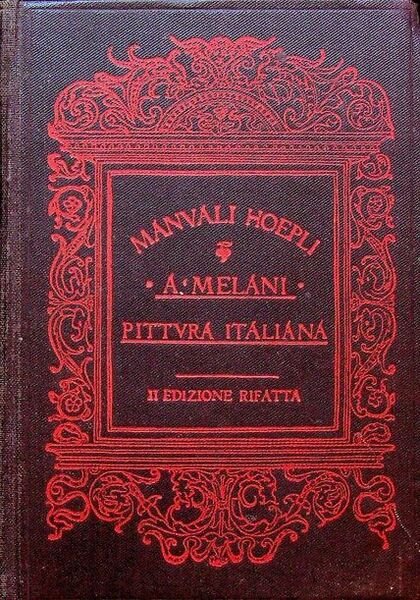 MANVALI HOEPLI
· A· MELANI ·
PITTVRA ITALIANA
II EDIZIONE RIFATTA